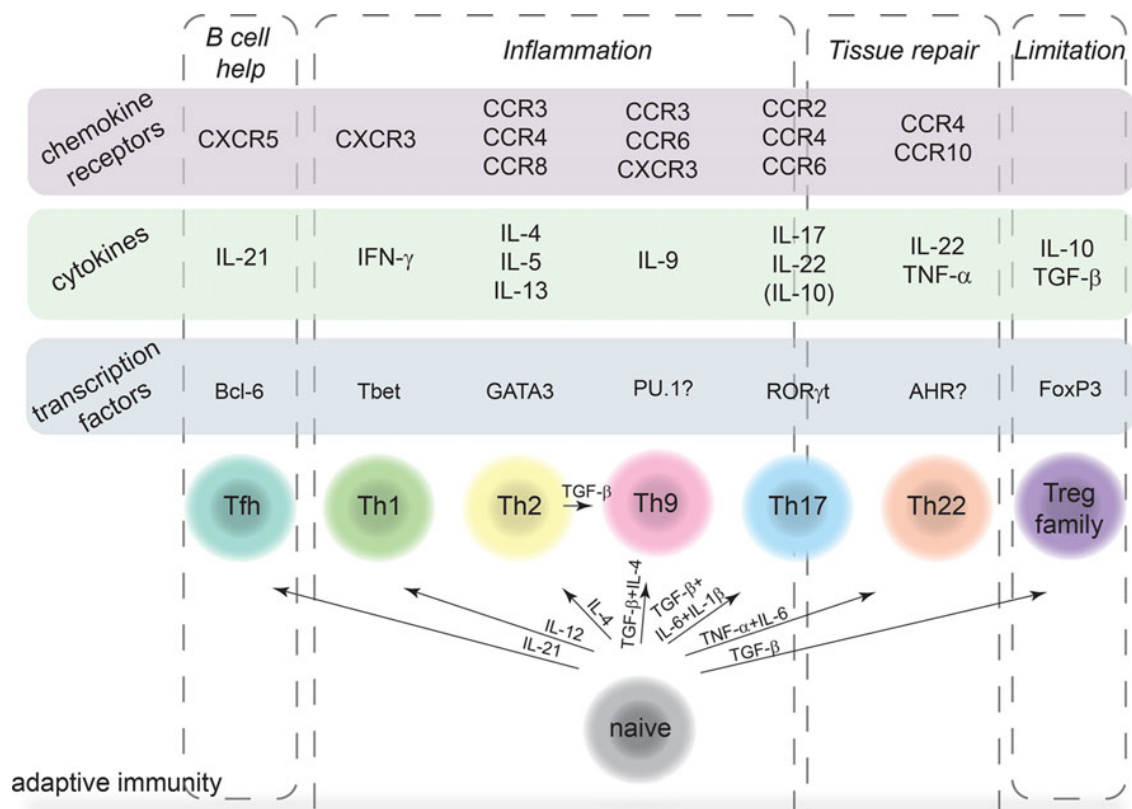 B cell
help
Inflammation
Tissue repair
Limitation
chemokine
receptors
CXCR5
CXCR3
CCR3
CCR4
CCR8
CCR3
CCR6
CXCR3
CCR2
CCR4
CCR6
CCR4
CCR10
cytokines
IL-21
IFN-γ
IL-4
IL-5
IL-13
IL-9
IL-17
IL-22
(IL-10)
IL-22
TNF-α
IL-10
TGF-β
transcription
factors
Bcl-6
Tbet
GATA3
PU.1?
RORγt
AHR?
FoxP3
Tfh
Th1
Th2
TGF-β
Th9
Th17
Th22
Treg
family
IL-21
IL-12
IL-4
TGF-β+IL-4
TGF-β+
IL-6+IL-1β
TNF-α+IL-6
TGF-β
naive
adaptive immunity